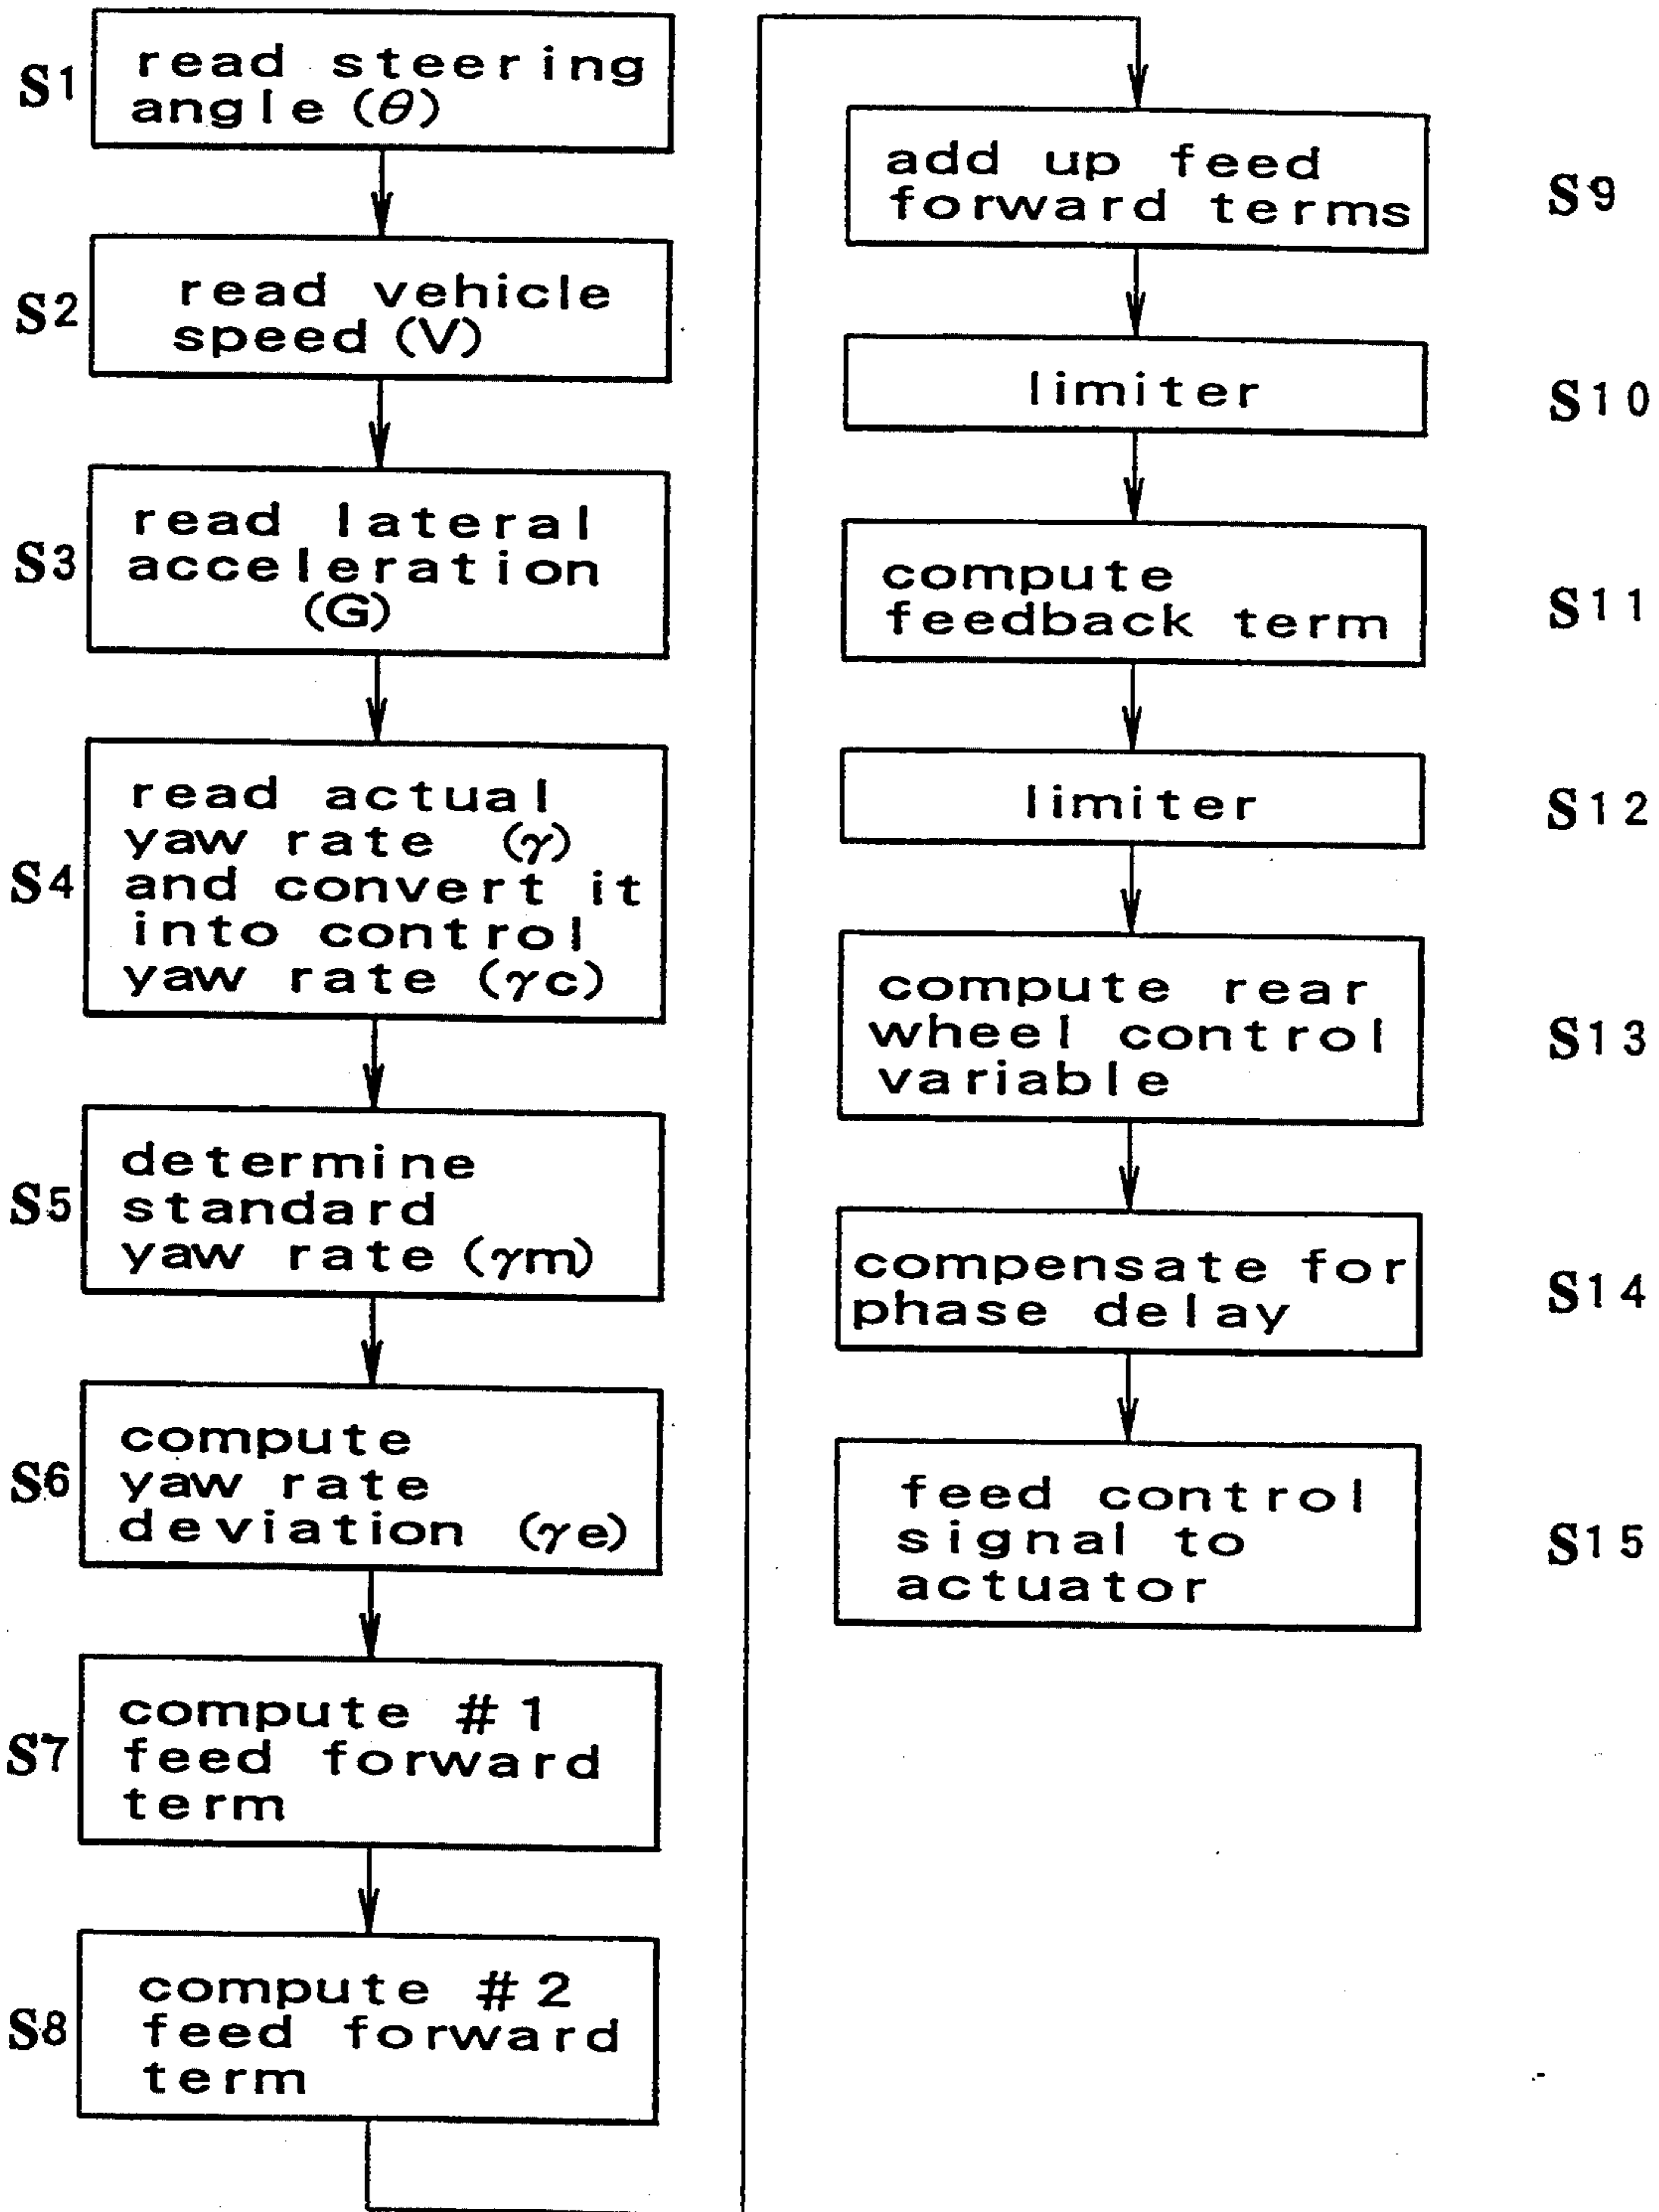 S1
read steering
angle (θ)
S2
read vehicle
speed (V)
S3
read lateral
acceleration
(G)
S4
read actual
yaw rate (γ)
and convert it
into control
yaw rate (γc)
S5
determine
standard
yaw rate (γm)
S6
compute
yaw rate
deviation (γe)
S7
compute #1
feed forward
term
S8
compute #2
feed forward
term
add up feed
forward terms
S9
limiter
S10
compute
feedback term
S11
limiter
S12
compute rear
wheel control
variable
S13
compensate for
phase delay
S14
feed control
signal to
actuator
S15